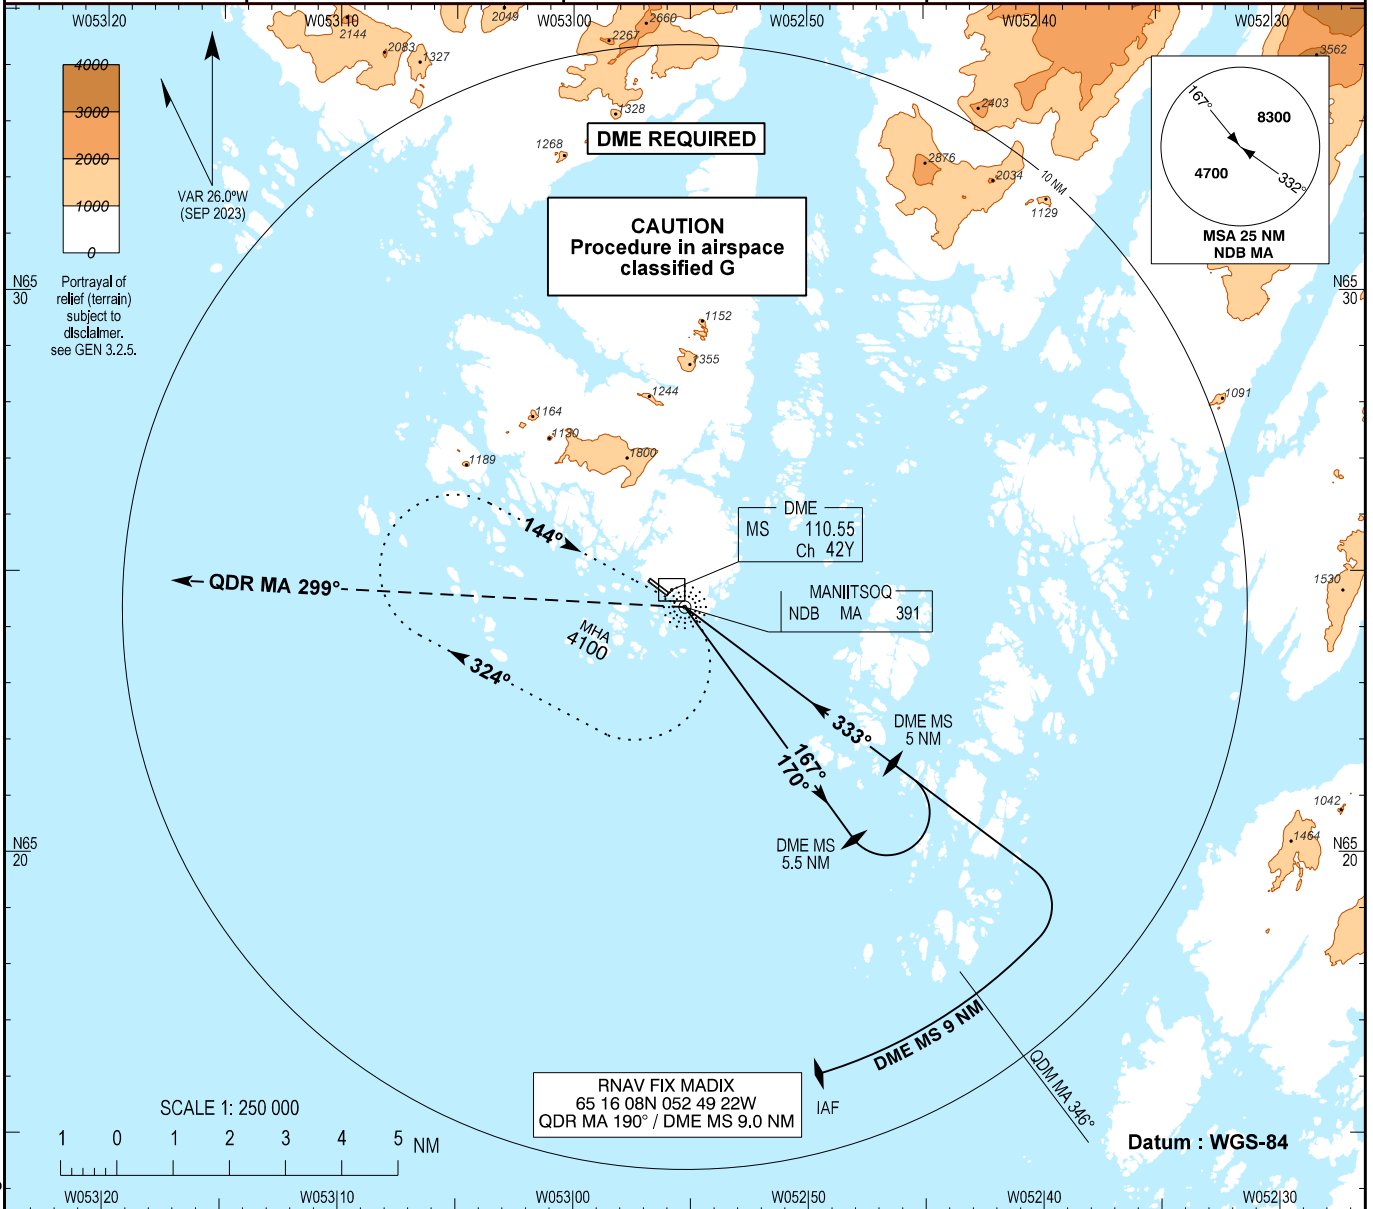 W053|20
W053|10
W053|00
W052|50
W052|40
W052|30
2144
2083
1327
2049
2660
2267
1328
1268
2403
2876
2034
1129
3562
4000
3000
2000
1000
0
VAR 26.0°W
(SEP 2023)
Portrayal of
relief (terrain)
subject to
disclaimer.
see GEN 3.2.5.
DME REQUIRED
CAUTION
Procedure in airspace
classified G
10 NM
167°
8300
4700
332°
MSA 25 NM
NDB MA
N65
30
N65
30
1152
1355
1244
1164
1130
1800
1189
1091
1530
144°
DME
MS 110.55
Ch 42Y
QDR MA 299°
MANIITSOQ
NDB MA 391
MHA
4100
324°
333°
DME MS
5 NM
167°
170°
DME MS
5.5 NM
1042
1464
N65
20
N65
20
DME MS 9 NM
QDM MA 346°
IAF
RNAV FIX MADIX
65 16 08N 052 49 22W
QDR MA 190° / DME MS 9.0 NM
SCALE 1: 250 000
1 0 1 2 3 4 5 NM
Datum : WGS-84
W053|20
W053|10
W053|00
W052|50
W052|40
W052|30